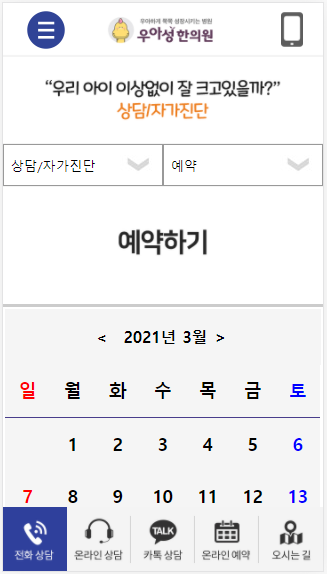 우아하게 쭉쭉 성장시키는 병원
우아성한의원
“우리 아이 이상없이 잘 크고있을까?”
상담/자가진단
상담/자가진단 예약
예약하기
< 2021년 3월 >
일 월 화 수 목 금 토
1 2 3 4 5 6
7 8 9 10 11 12 13
전화 상담 온라인 상담 TALK 카톡 상담 온라인 예약 오시는 길